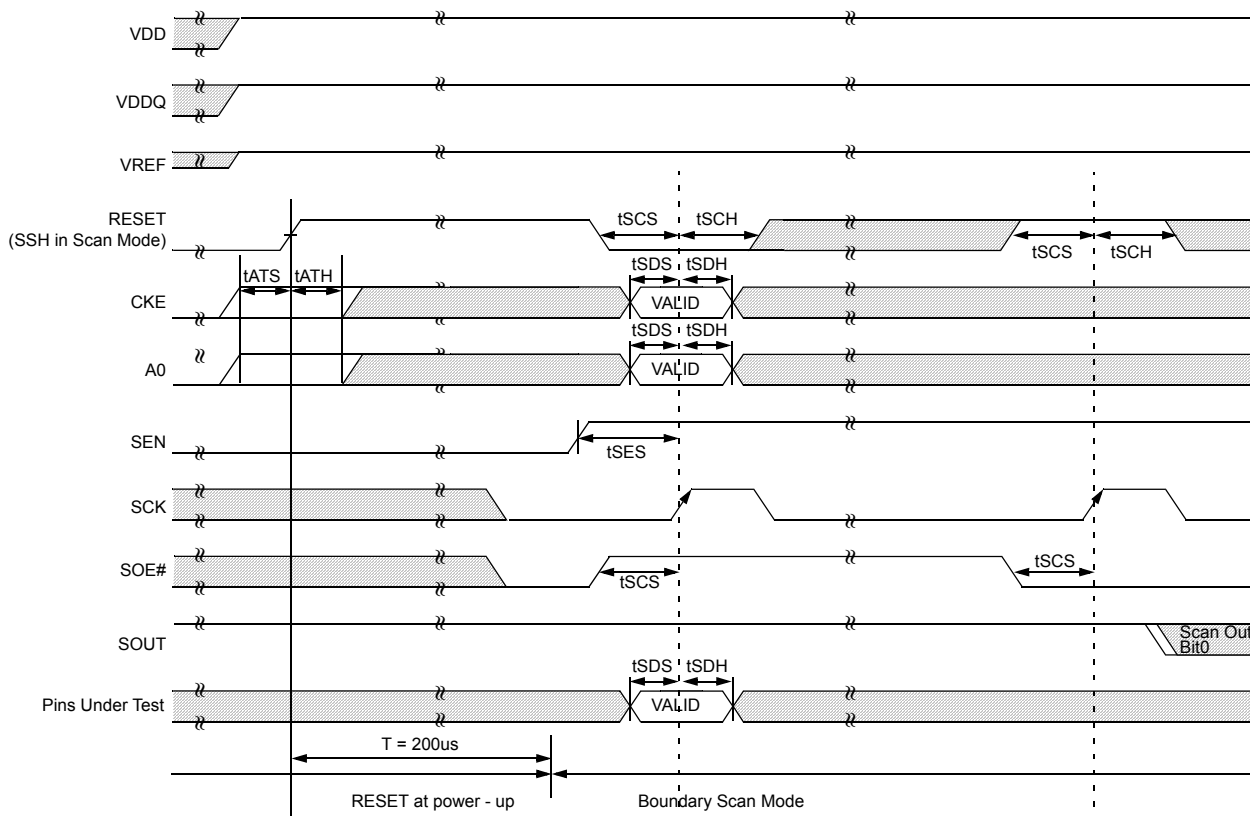 VDD
VDDQ
VREF
RESET
(SSH in Scan Mode)
tSCS
tSCH
tSCS
tSCH
tATS
tATH
tSDS
tSDH
CKE
VALID
tSDS
tSDH
A0
VALID
SEN
tSES
SCK
SOE#
tSCS
tSCS
SOUT
Scan Out
Bit0
tSDS
tSDH
Pins Under Test
VALID
T = 200us
RESET at power - up
Boundary Scan Mode